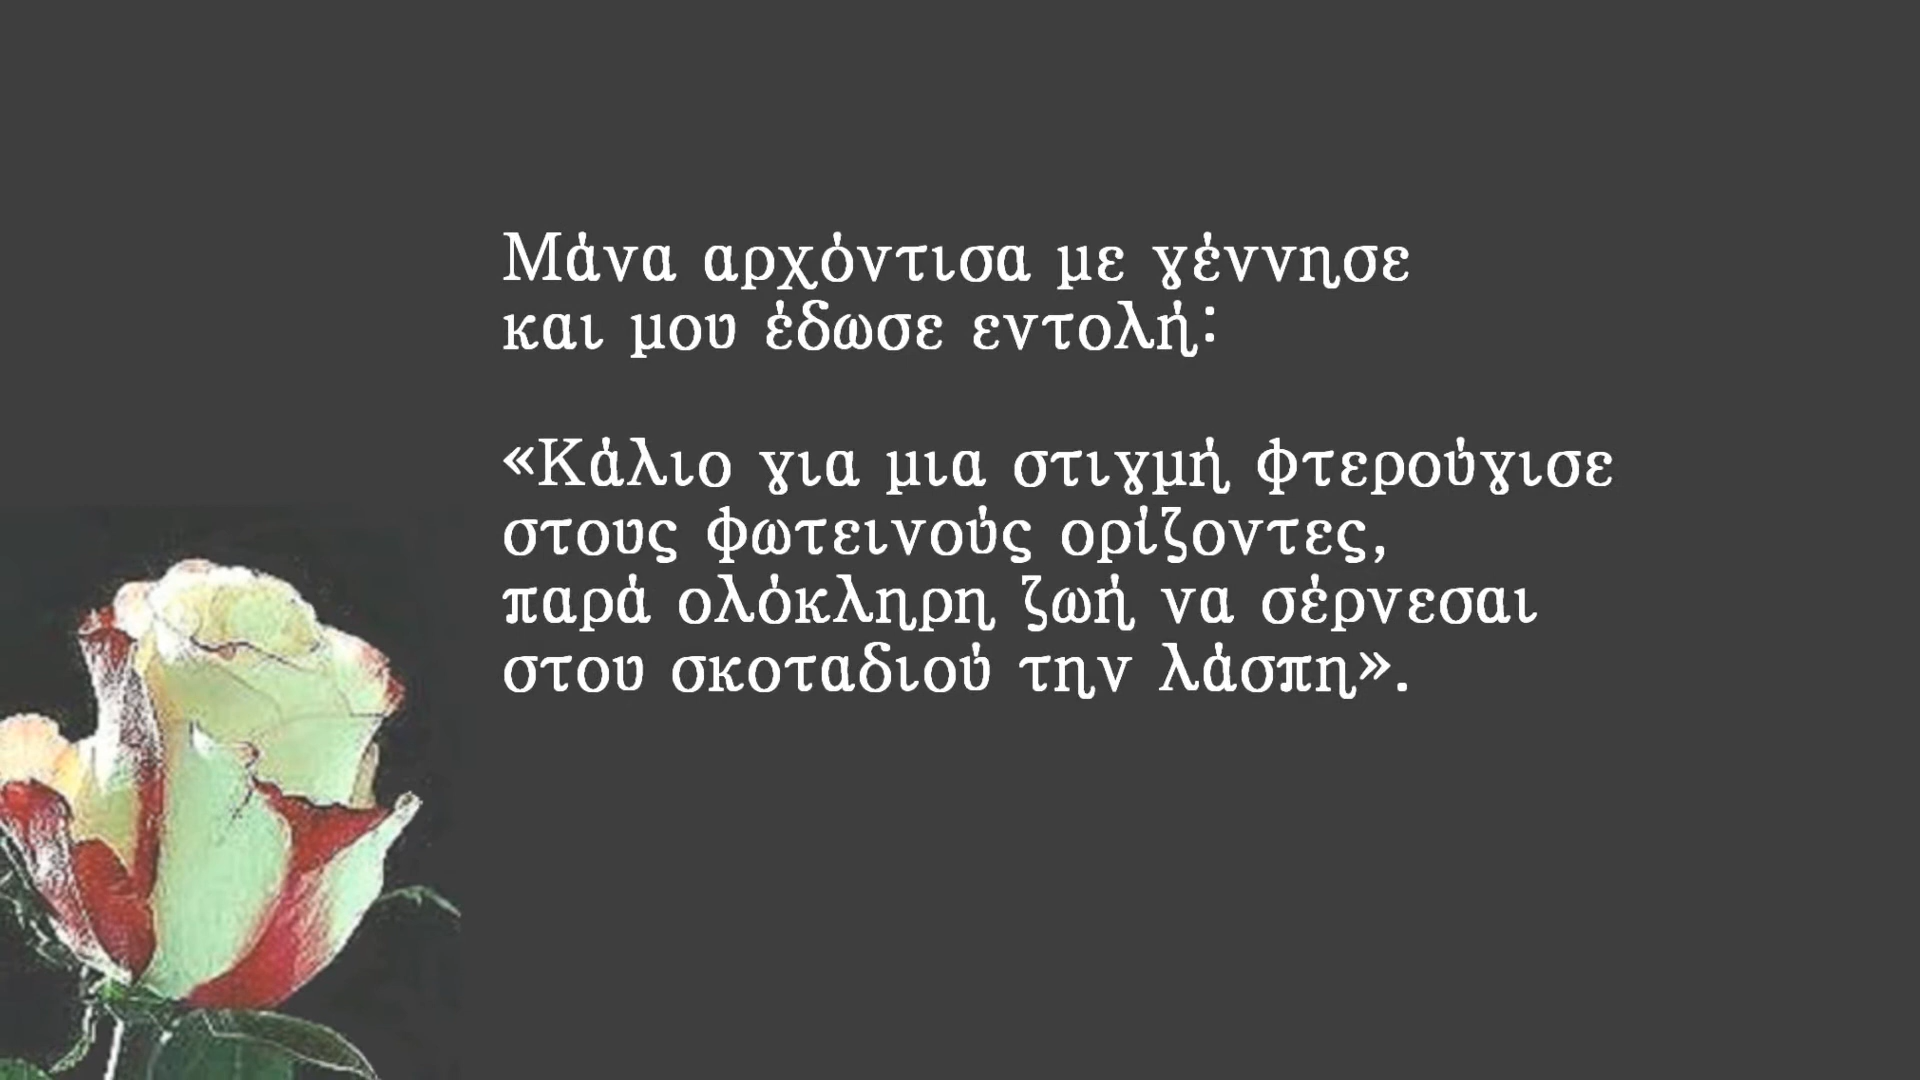 Μάνα αρχόντισα με γέννησε
και μου έδωσε εντολή:
«Κάλιο για μια στιγμή φτερούγισε
στους φωτεινούς ορίζοντες,
παρά ολόκληρη ζωή να σέρνεσαι
στου σκοταδιού την λάσπη».